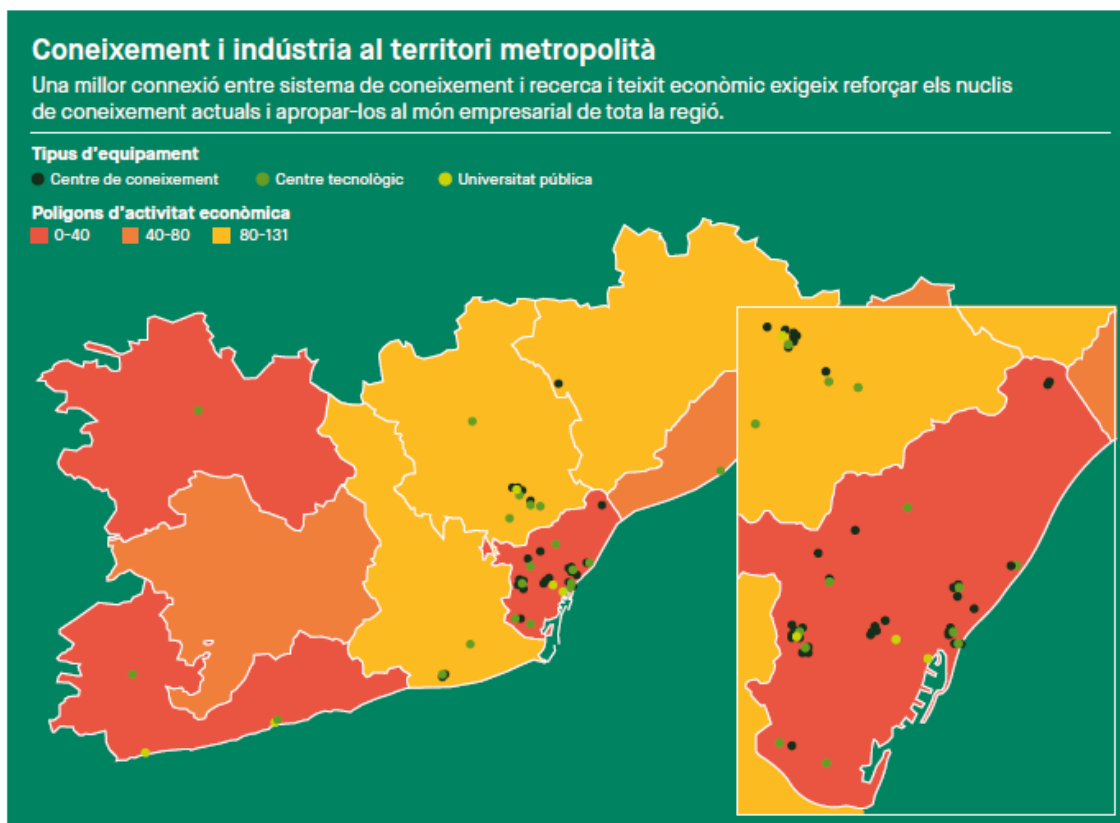 Coneixement i indústria al territori metropolità
Una millor connexió entre sistema de coneixement i recerca i teixit econòmic exigeix reforçar els nuclis
de coneixement actuals i apropar-los al món empresarial de tota la regió.
Tipus d'equipament
Centre de coneixement Centre tecnològic Universitat pública
Poligons d'activitat econòmica
0-40 40-80 80-131